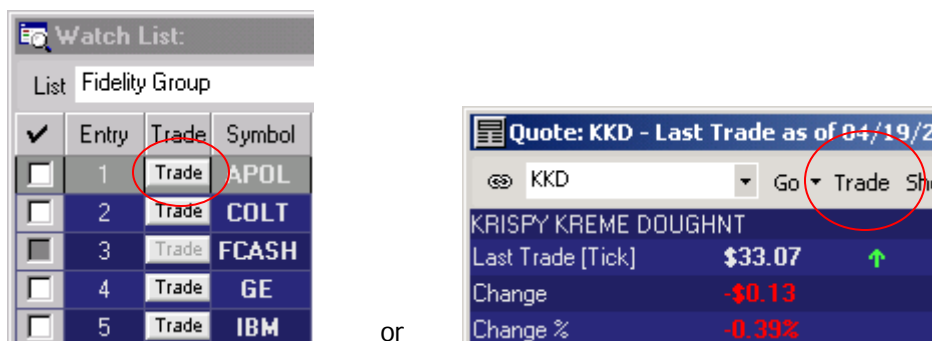 Watch List:
List Fidelity Group
✓ Entry Trade Symbol
1 Trade APOL
2 Trade COLT
3 Trade FCASH
4 Trade GE
5 Trade IBM
or
Quote: KKD - Last Trade as of 04/19/2
KKD Go Trade Sh
KRISPY KREME DOUGHNT
Last Trade [Tick] $33.07 ↑
Change -$0.13
Change % -0.39%